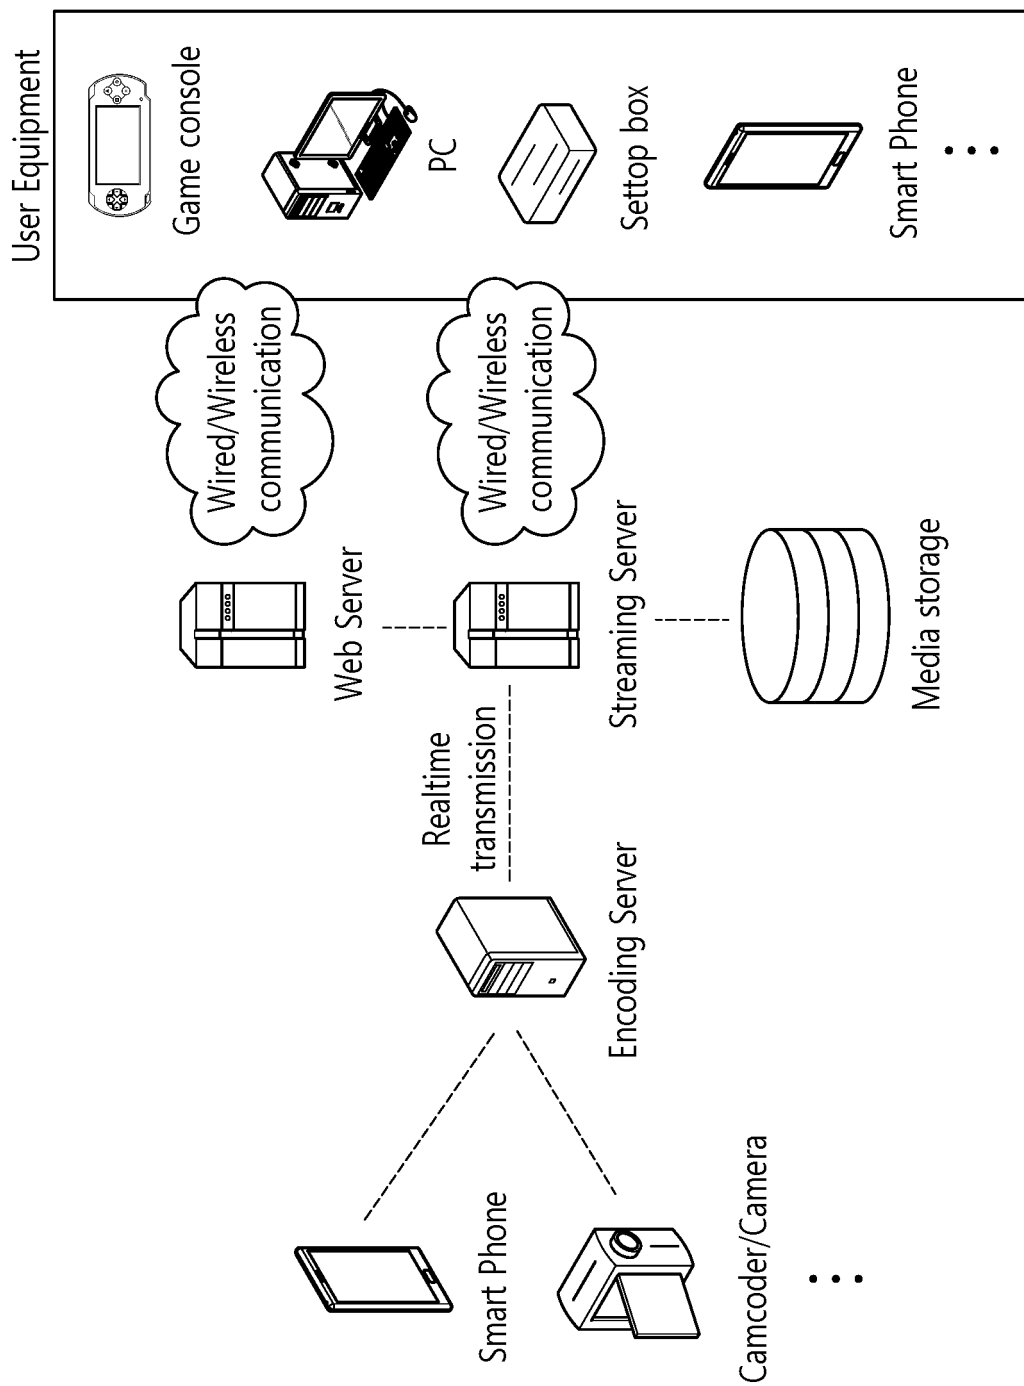 User Equipment
Game console
PC
Settop box
Smart Phone
Wired/Wireless
communication
Wired/Wireless
communication
Web Server
Streaming Server
Media storage
Realtime
transmission
Encoding Server
Smart Phone
Camcoder/Camera